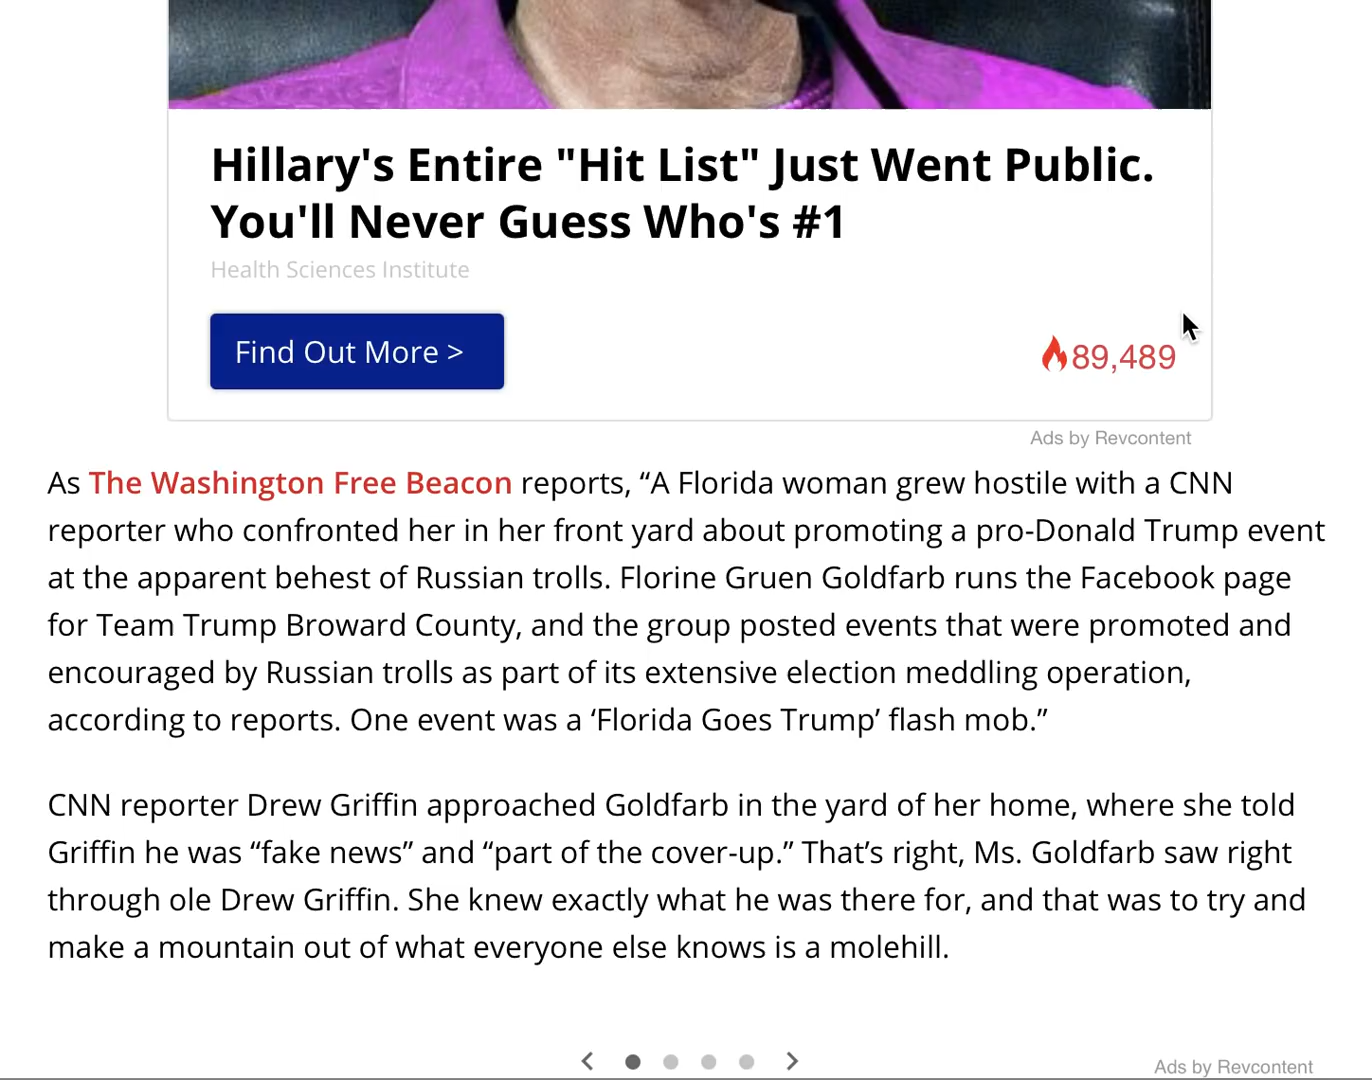 Hillary's Entire "Hit List" Just Went Public.
You'll Never Guess Who's #1
Health Sciences Institute
Find Out More >
89,489
Ads by Revcontent
As The Washington Free Beacon reports, “A Florida woman grew hostile with a CNN
reporter who confronted her in her front yard about promoting a pro-Donald Trump event
at the apparent behest of Russian trolls. Florine Gruen Goldfarb runs the Facebook page
for Team Trump Broward County, and the group posted events that were promoted and
encouraged by Russian trolls as part of its extensive election meddling operation,
according to reports. One event was a ‘Florida Goes Trump’ flash mob.”
CNN reporter Drew Griffin approached Goldfarb in the yard of her home, where she told
Griffin he was “fake news” and “part of the cover-up.” That’s right, Ms. Goldfarb saw right
through ole Drew Griffin. She knew exactly what he was there for, and that was to try and
make a mountain out of what everyone else knows is a molehill.
Ads by Revcontent